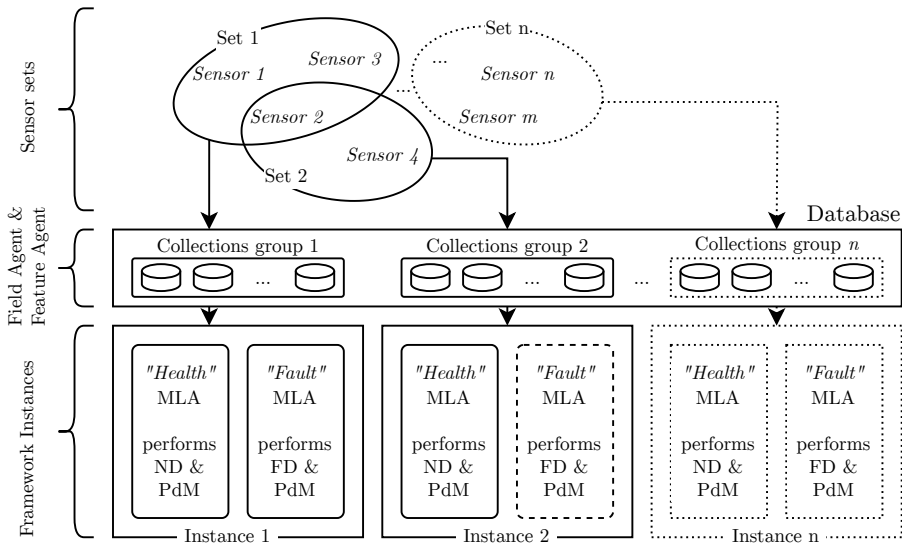 Sensor sets
Set 1
Sensor 1
Sensor 3
Sensor 2
Set 2
Sensor 4
...
Set n
...
Sensor n
Sensor m
Database
Field Agent &
Feature Agent
Collections group 1
...
Collections group 2
...
...
Collections group n
...
Framework Instances
"Health"
MLA
performs
ND &
PdM
"Fault"
MLA
performs
FD &
PdM
Instance 1
"Health"
MLA
performs
ND &
PdM
"Fault"
MLA
performs
FD &
PdM
Instance 2
"Health"
MLA
performs
ND &
PdM
"Fault"
MLA
performs
FD &
PdM
Instance n